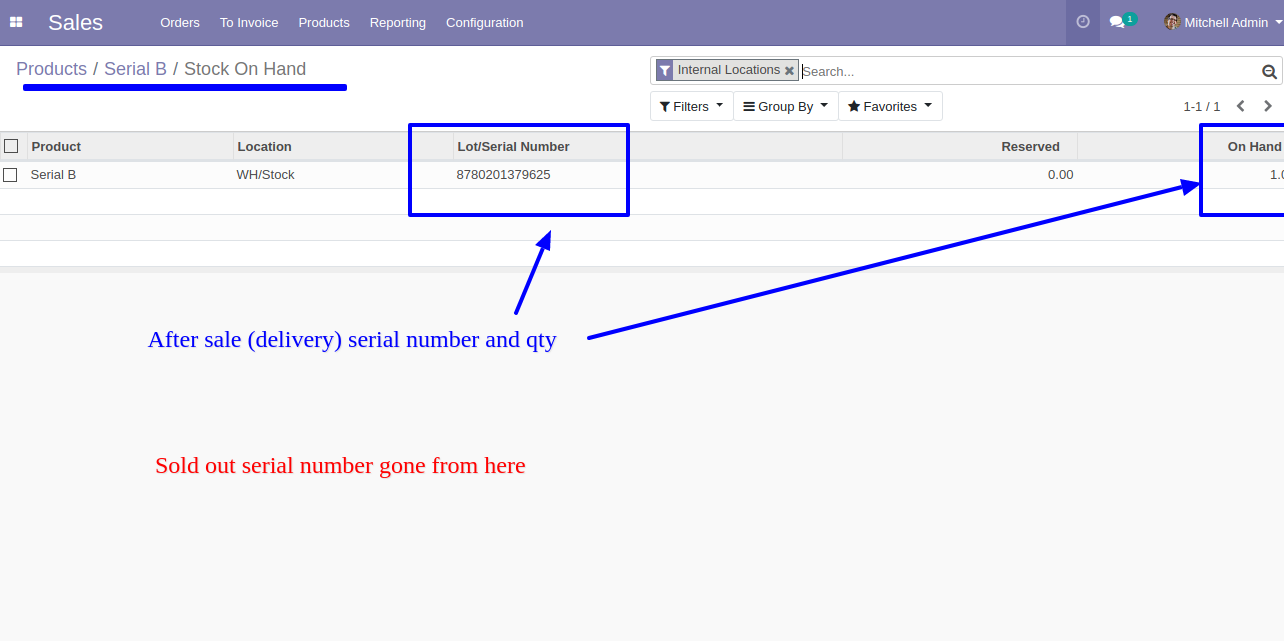 Sales Orders To Invoice Products Reporting Configuration 1 Mitchell Admin
Products / Serial B / Stock On Hand
Internal Locations Search...
Filters Group By Favorites 1-1 / 1
Product Location Lot/Serial Number Reserved On Hand
Serial B WH/Stock 8780201379625 0.00
After sale (delivery) serial number and qty
Sold out serial number gone from here